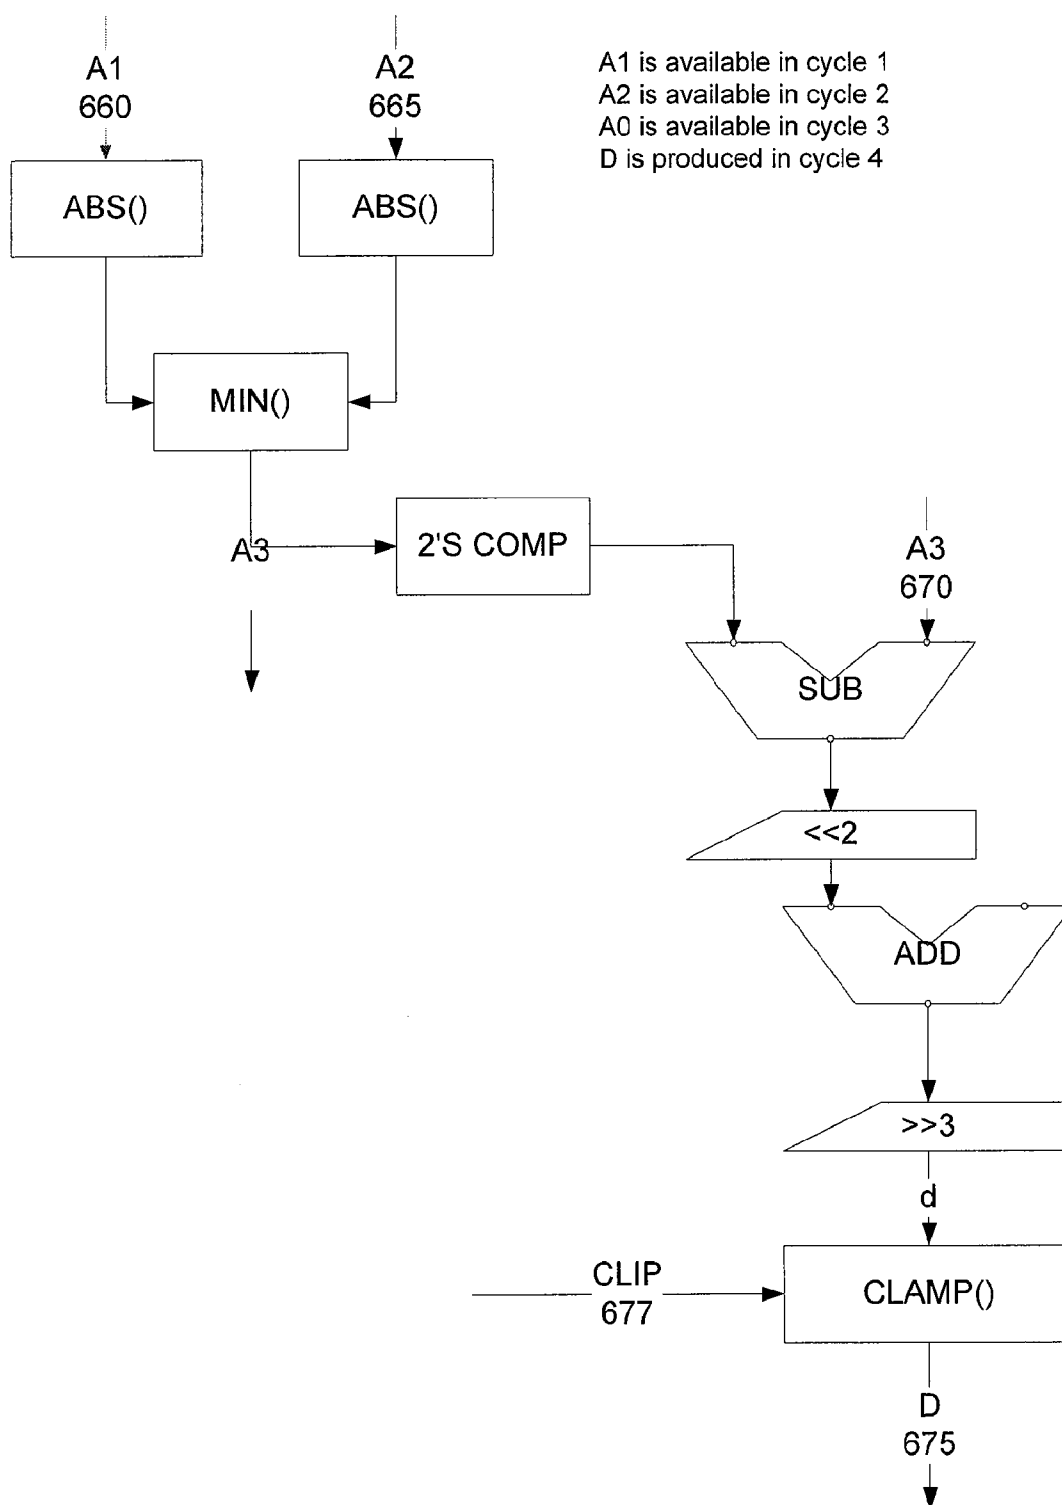 A1
660
A2
665
A1 is available in cycle 1
A2 is available in cycle 2
A0 is available in cycle 3
D is produced in cycle 4
ABS()
ABS()
MIN()
A3
2'S COMP
A3
670
SUB
<<2
ADD
>>3
d
CLIP
677
CLAMP()
D
675